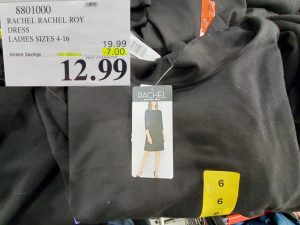 8801000
RACHEL RACHEL ROY
DRESS
LADIES SIZES 4-16
19.99
Instant Savings
-7.00
12.99
RACHEL
6
6
6